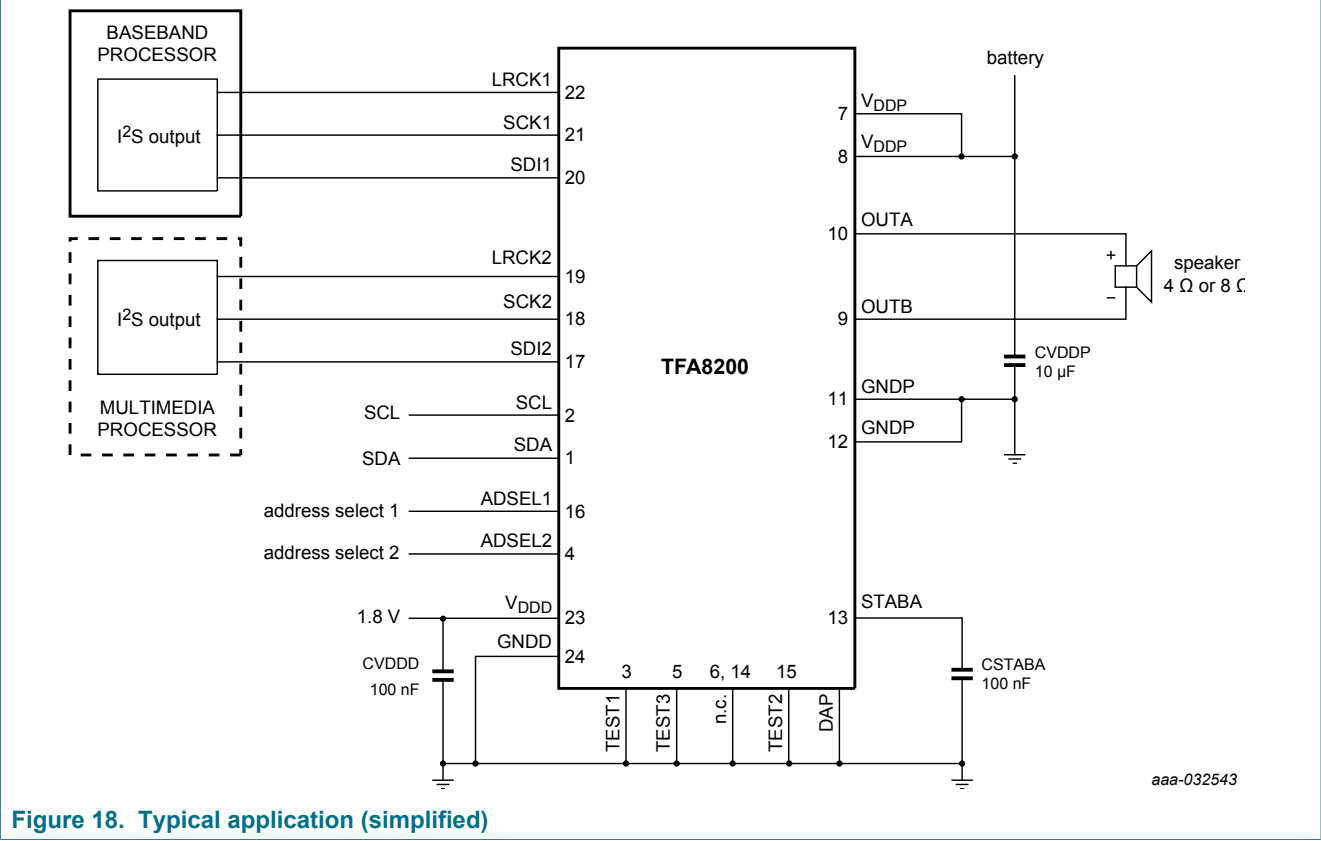 BASEBAND
PROCESSOR
I²S output
LRCK1
22
SCK1
21
SDI1
20
I²S output
MULTIMEDIA
PROCESSOR
LRCK2
19
SCK2
18
SDI2
17
SCL
SCL
2
SDA
SDA
1
address select 1
ADSEL1
16
address select 2
ADSEL2
4
1.8 V
VDDD
23
GNDD
24
CVDDD
100 nF
TFA8200
battery
7
VDDP
8
VDDP
10
OUTA
+
speaker
4 Ω or 8 Ω
−
9
OUTB
CVDDP
10 µF
11
GNDP
12
GNDP
13
STABA
CSTABA
100 nF
3
5
6, 14
15
TEST1
TEST3
n.c.
TEST2
DAP
aaa-032543
Figure 18. Typical application (simplified)